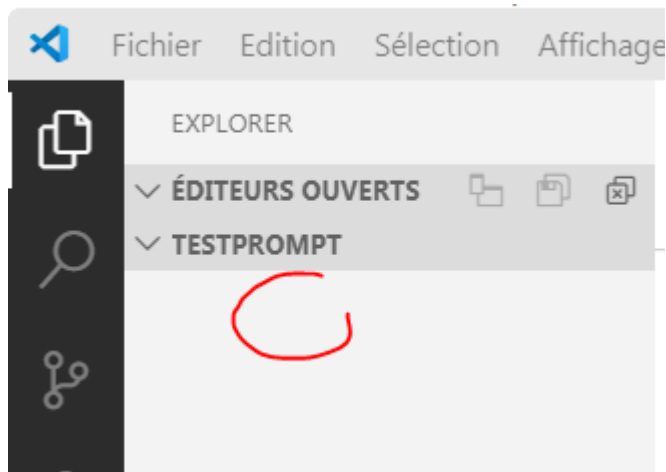 Fichier Edition Sélection Affichage
EXPLORER
ÉDITEURS OUVERTS
TESTPROMPT